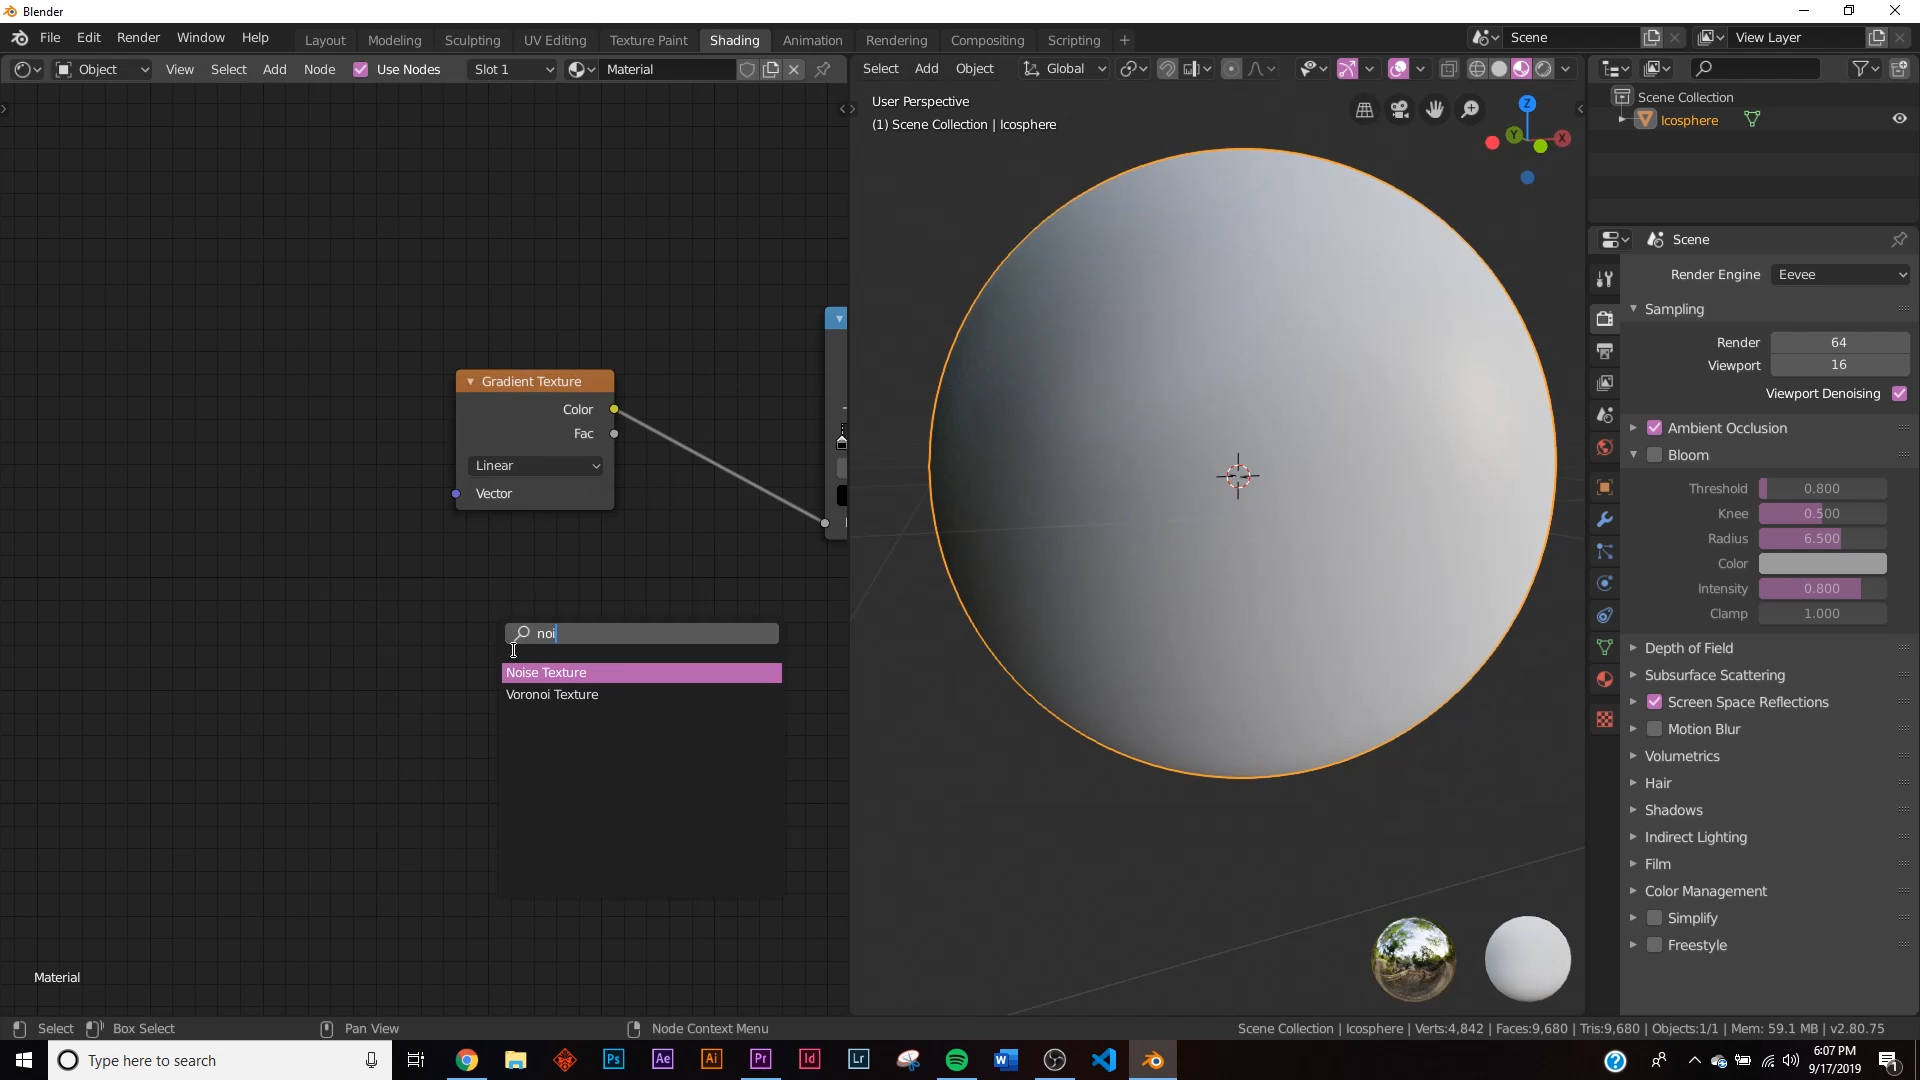 Blender
File Edit Render Window Help
Layout Modeling Sculpting UV Editing Texture Paint Shading Animation Rendering Compositing Scripting
Scene
View Layer
Object View Select Add Node Use Nodes Slot 1 Material
Select Add Object Global
User Perspective
(1) Scene Collection | Icosphere
Z
Y
X
Scene Collection
Icosphere
Scene
Render Engine Eevee
Sampling
Render 64
Viewport 16
Viewport Denoising
Ambient Occlusion
Bloom
Threshold 0.800
Knee 0.500
Radius 6.500
Color
Intensity 0.800
Clamp 1.000
Depth of Field
Subsurface Scattering
Screen Space Reflections
Motion Blur
Volumetrics
Hair
Shadows
Indirect Lighting
Film
Color Management
Simplify
Freestyle
Gradient Texture
Color
Fac
Linear
Vector
noi
Noise Texture
Voronoi Texture
Material
Select Box Select Pan View Node Context Menu
Scene Collection | Icosphere | Verts:4,842 | Faces:9,680 | Tris:9,680 | Objects:1/1 | Mem: 59.1 MB | v2.80.75
Type here to search
Ps Ae Ai Pr Id Lr
6:07 PM
9/17/2019